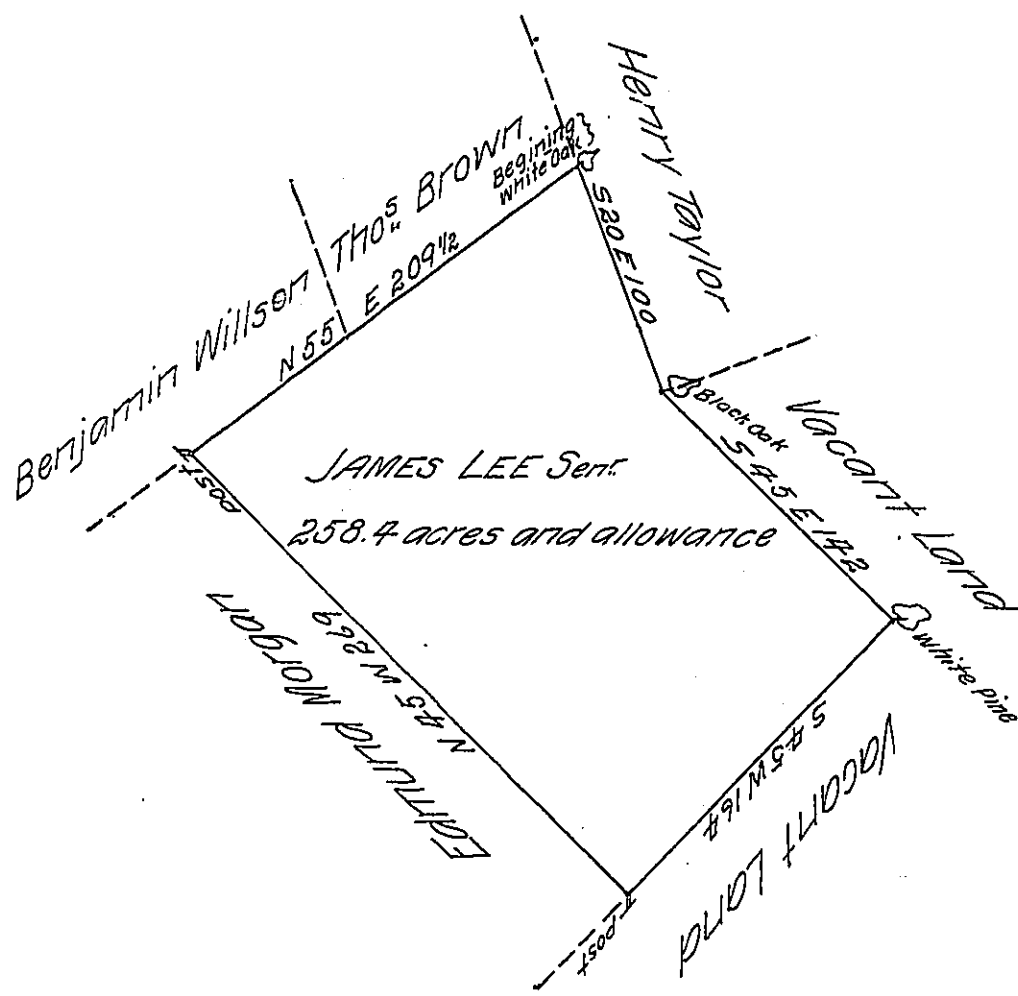 Henry Taylor
Begining
White Oak
Benjamin Willson
Thos. Brown
N 55 E 209 1/2
S 20 E 100
Black Oak
Vacant Land
S 45 E 142
post
JAMES LEE Senr.
258.4 acres and allowance
White pine
N 45 W 269
Edmund Morgan
S 45 W 164
Vacant Land
post